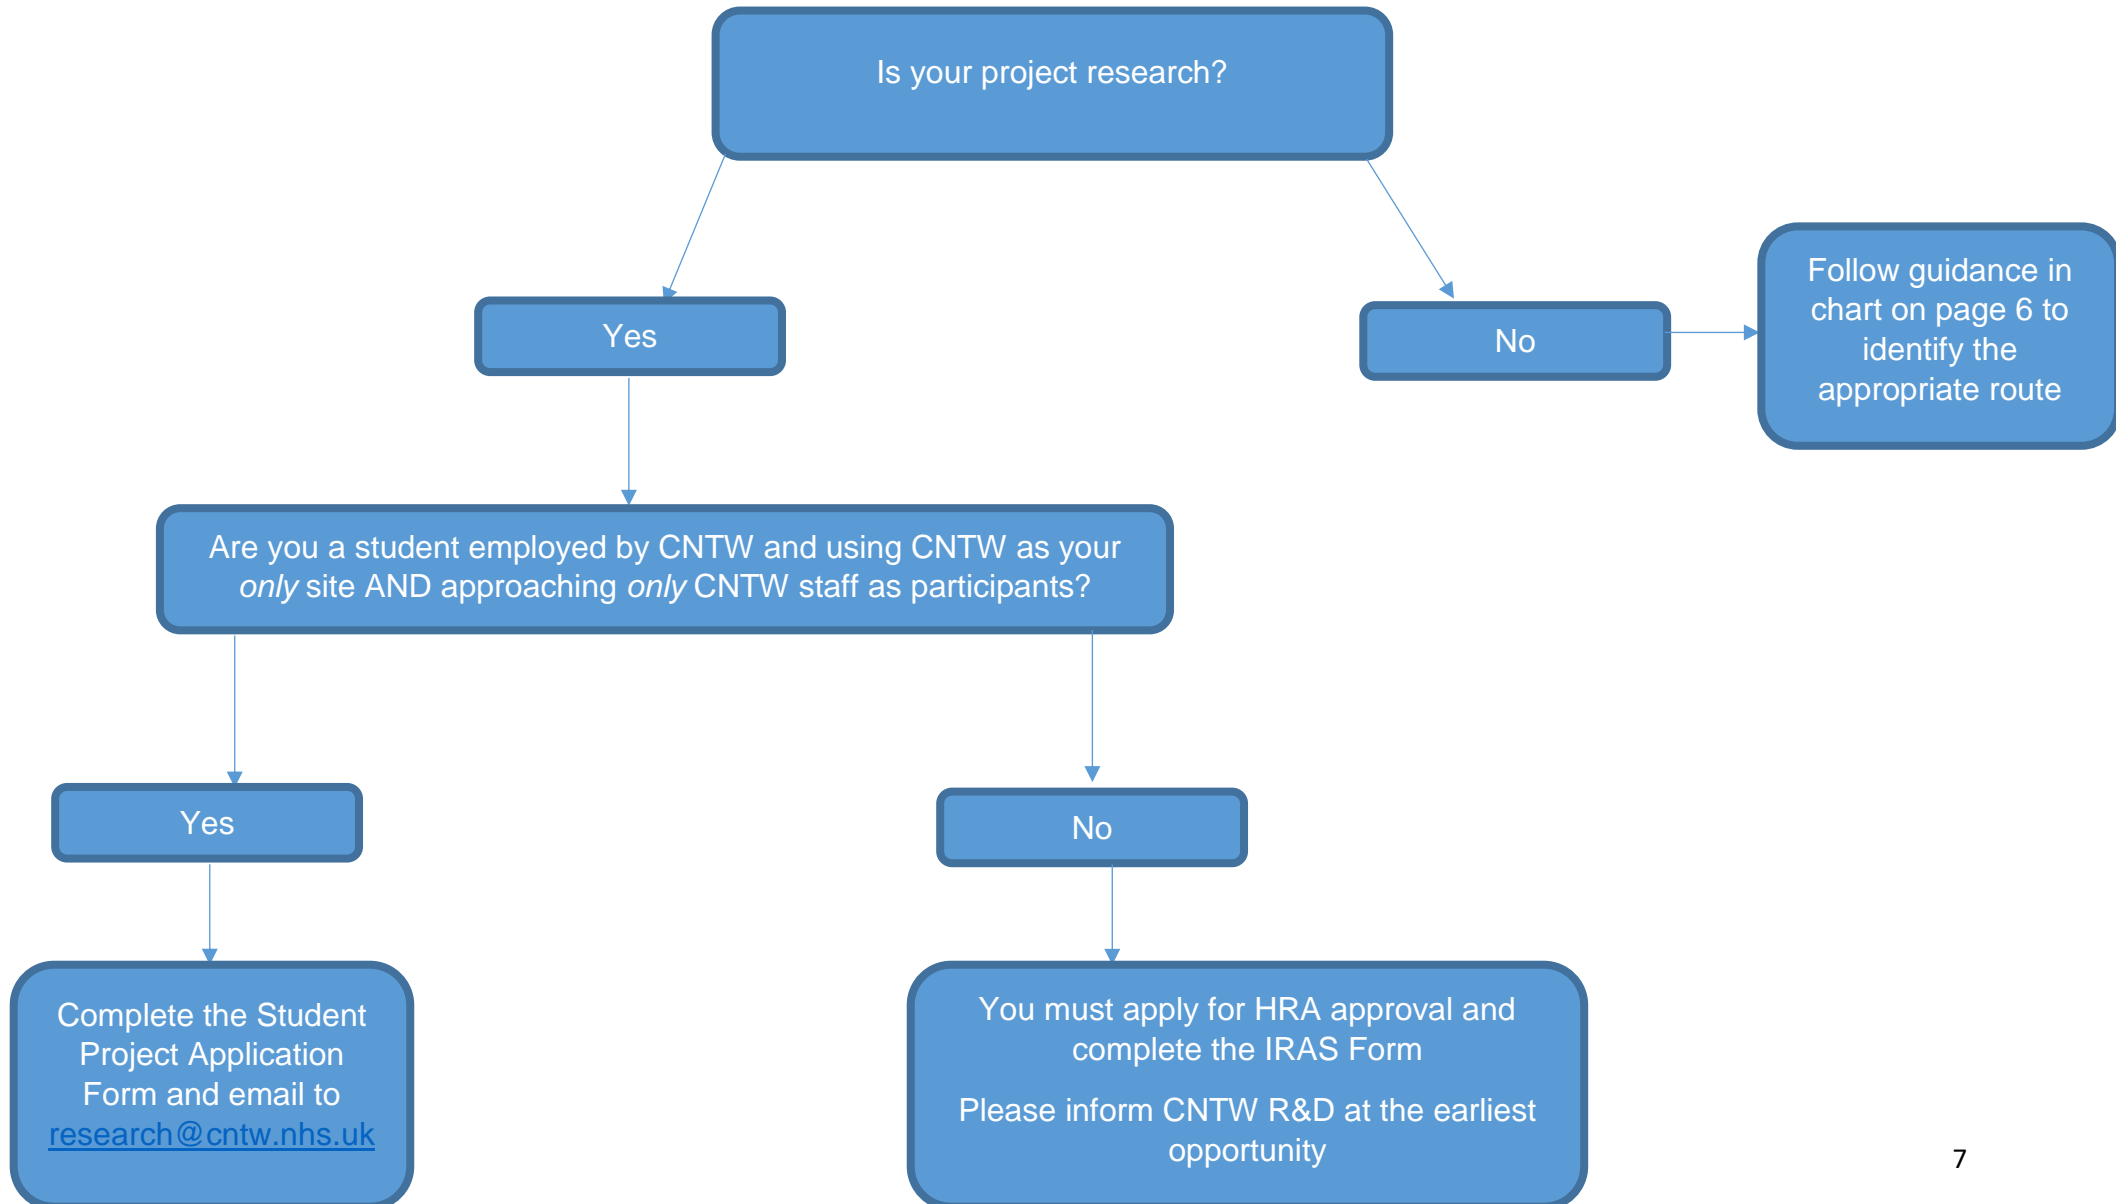 Is your project research?
Yes
No
Follow guidance in
chart on page 6 to
identify the
appropriate route
Are you a student employed by CNTW and using CNTW as your
only site AND approaching only CNTW staff as participants?
Yes
No
Complete the Student
Project Application
Form and email to
research@cntw.nhs.uk
You must apply for HRA approval and
complete the IRAS Form
Please inform CNTW R&D at the earliest
opportunity
7